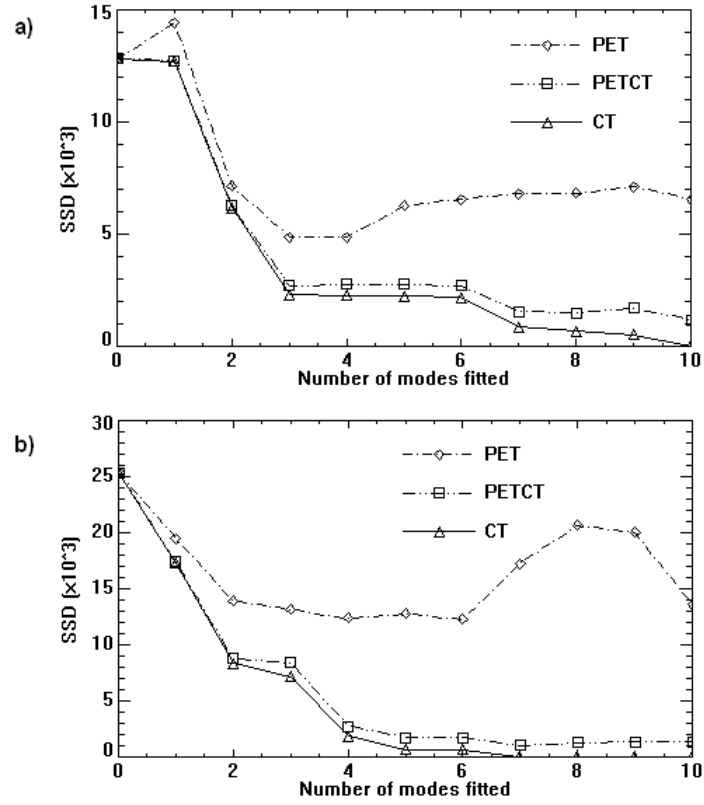 a)
15
10
5
0
SSD [×10^3]
PET
PETCT
CT
0 2 4 6 8 10
Number of modes fitted
b)
30
25
20
15
10
5
0
SSD [×10^3]
PET
PETCT
CT
0 2 4 6 8 10
Number of modes fitted